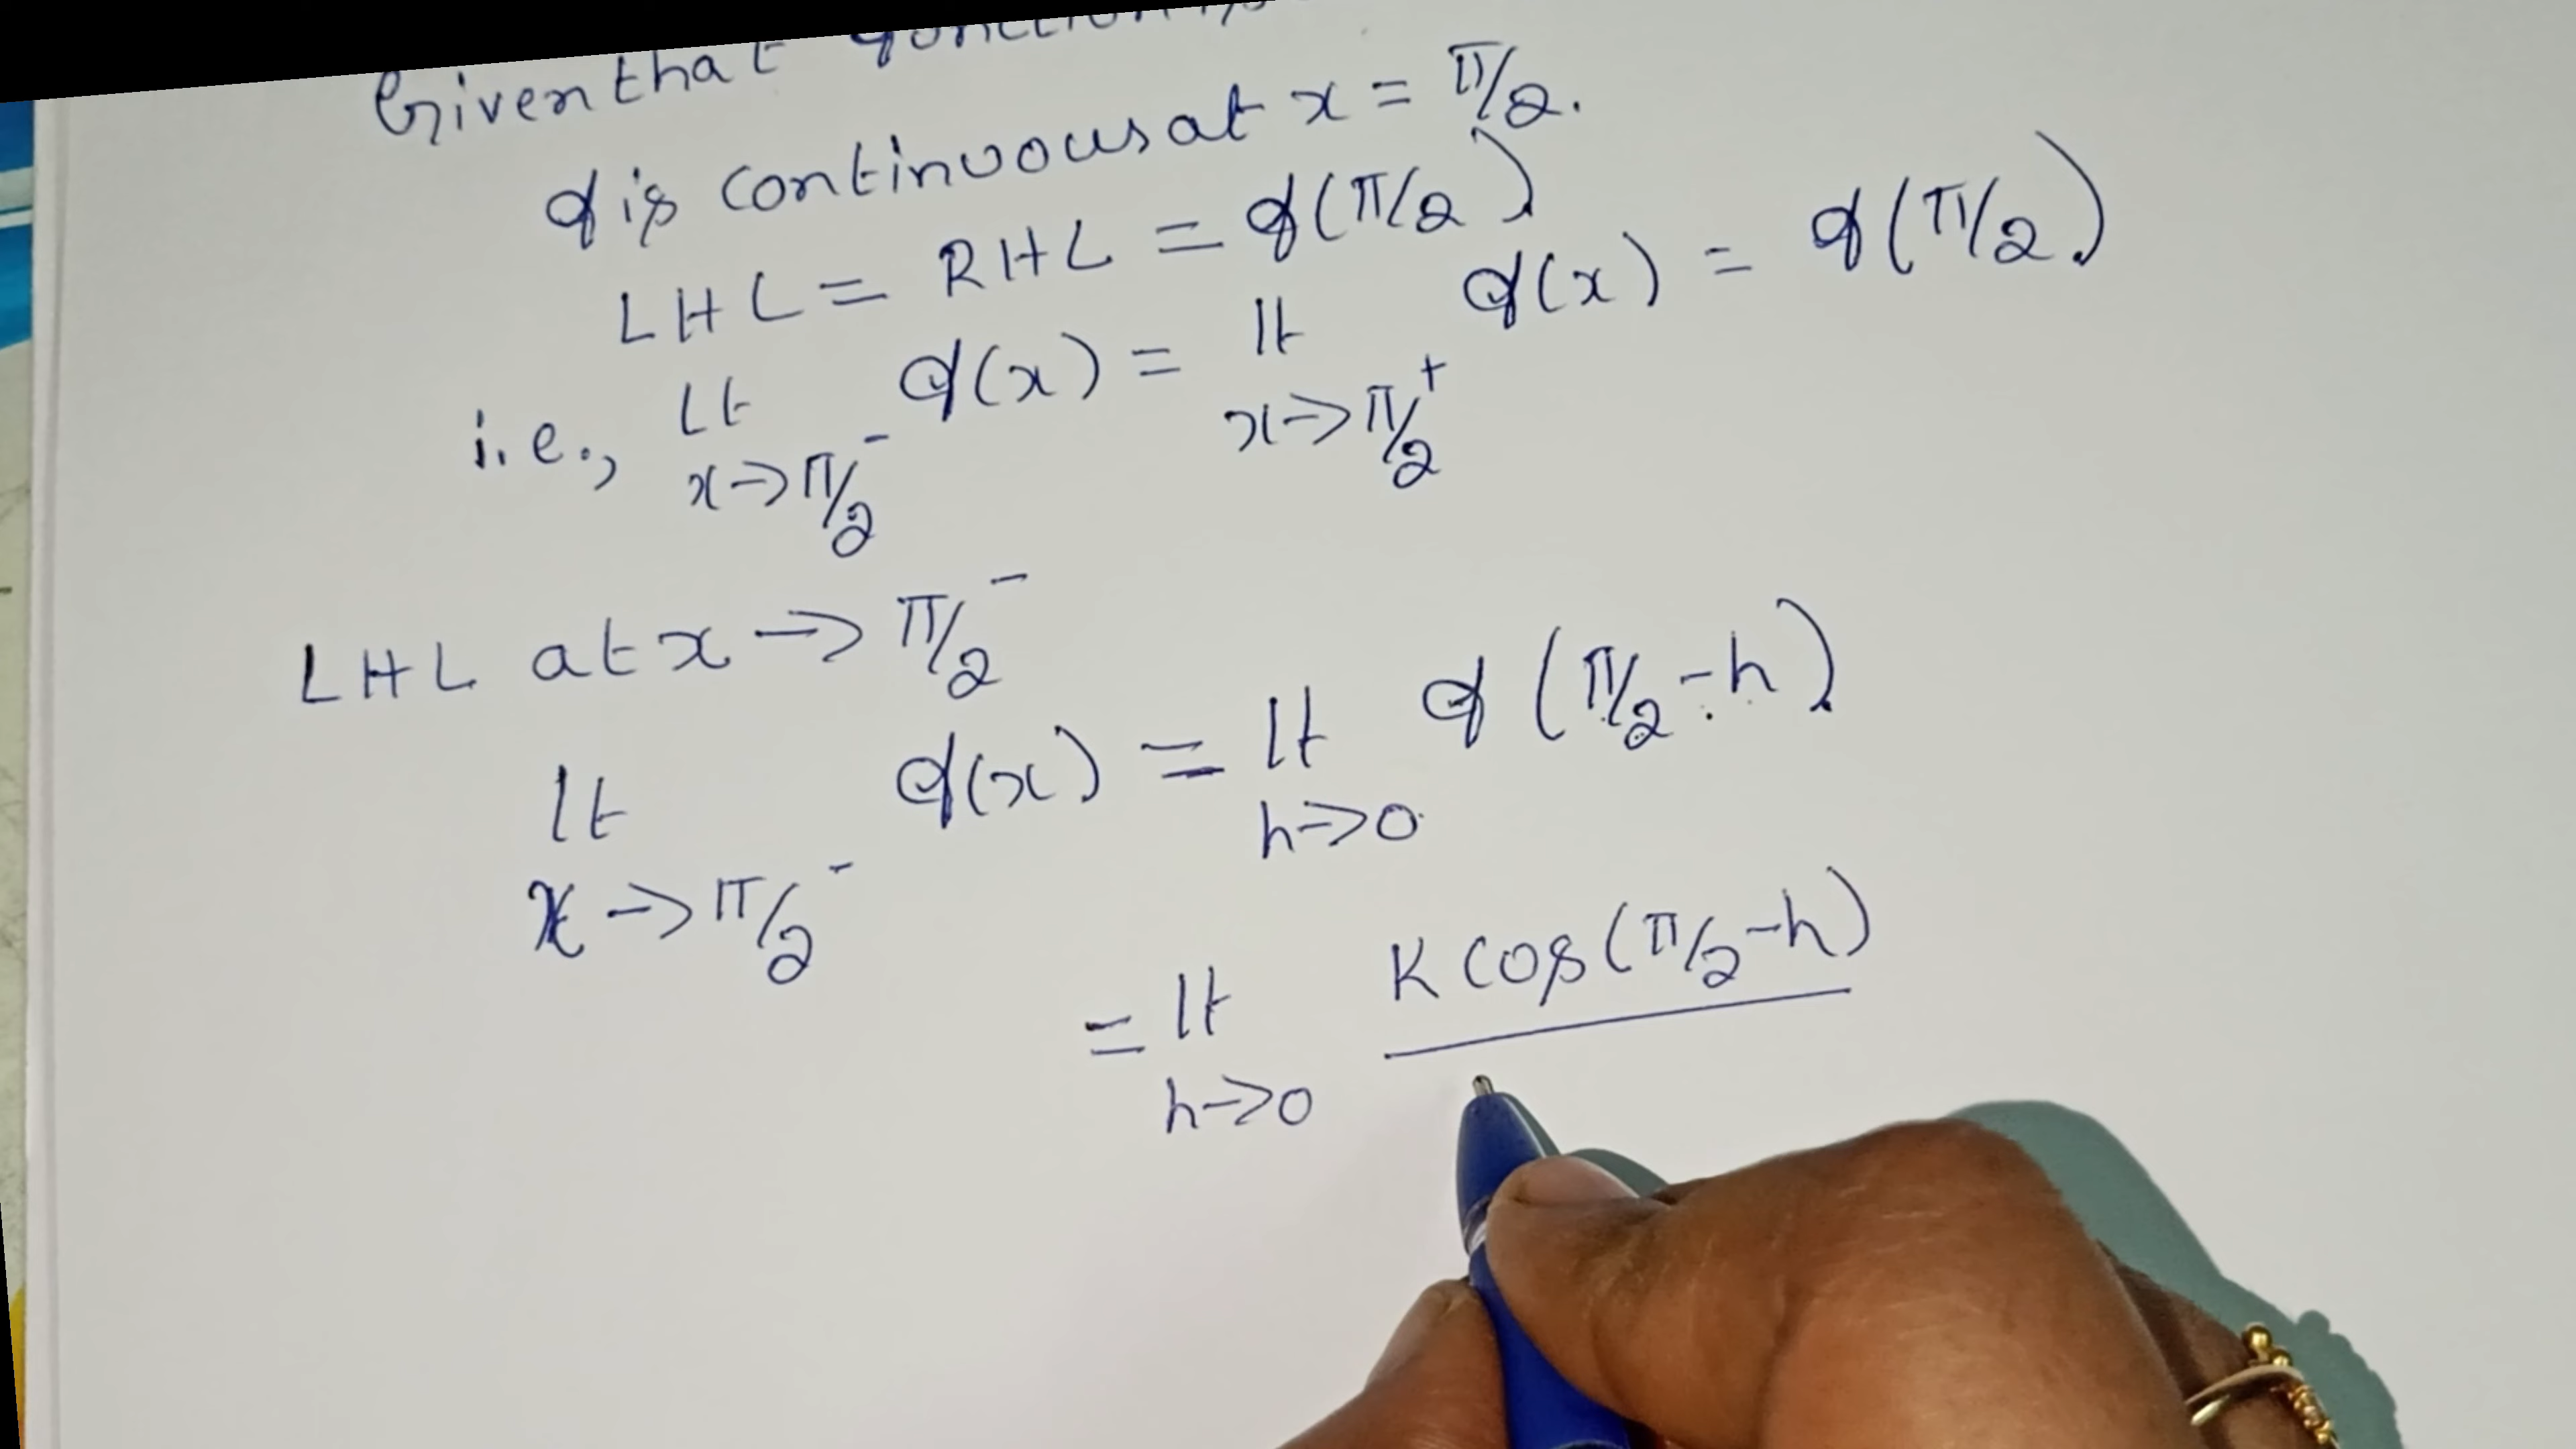 Given that function
f is continuous at x = π/2.
LHL = RHL = f(π/2)
i.e., Lt f(x) = lt f(x) = f(π/2)
x→π/2⁻ x→π/2⁺
LHL at x → π/2⁻
lt f(x) = lt f(π/2-h)
x→π/2⁻ h→0
= lt K cos(π/2-h)
h→0